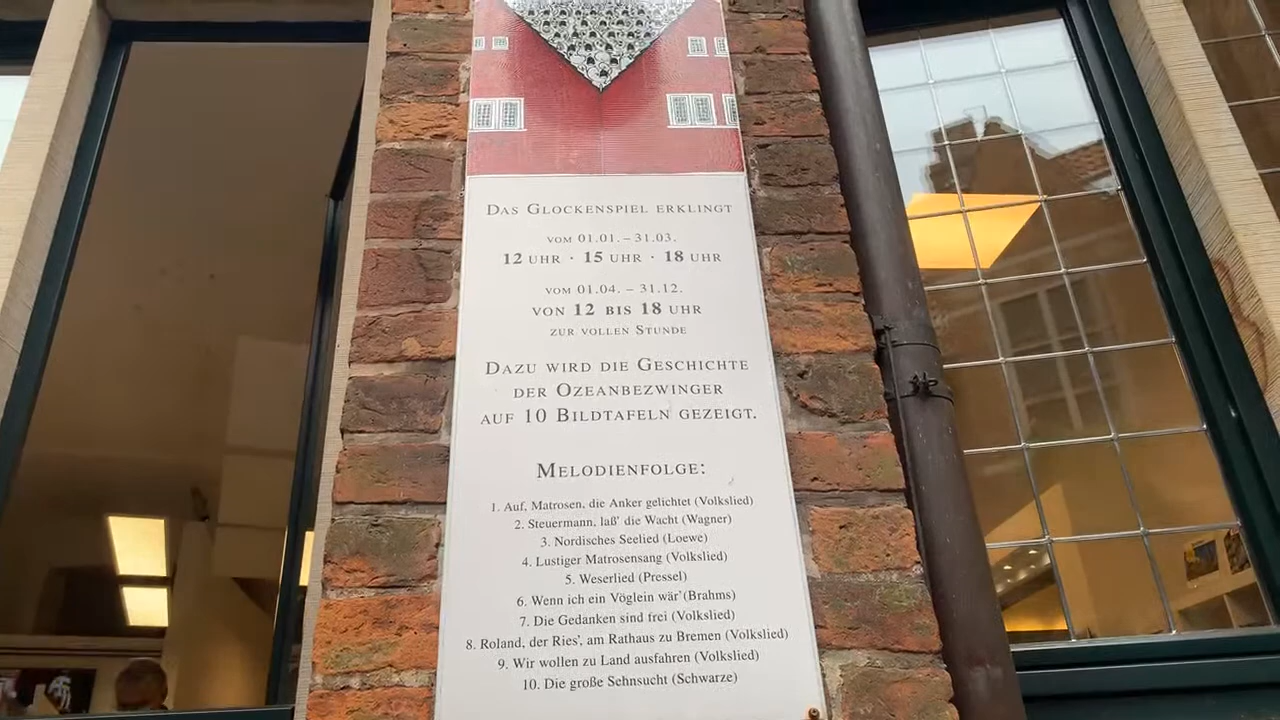 Das Glockenspiel erklingt
vom 01.01. – 31.03.
12 Uhr · 15 Uhr · 18 Uhr
vom 01.04. – 31.12.
von 12 bis 18 Uhr
zur vollen Stunde
Dazu wird die Geschichte
der Ozeanbezwinger
auf 10 Bildtafeln gezeigt.
Melodienfolge:
1. Auf, Matrosen, die Anker gelichtet (Volkslied)
2. Steuermann, laß' die Wacht (Wagner)
3. Nordisches Seelied (Loewe)
4. Lustiger Matrosensang (Volkslied)
5. Weserlied (Pressel)
6. Wenn ich ein Vöglein wär' (Brahms)
7. Die Gedanken sind frei (Volkslied)
8. Roland, der Ries', am Rathaus zu Bremen (Volkslied)
9. Wir wollen zu Land ausfahren (Volkslied)
10. Die große Sehnsucht (Schwarze)